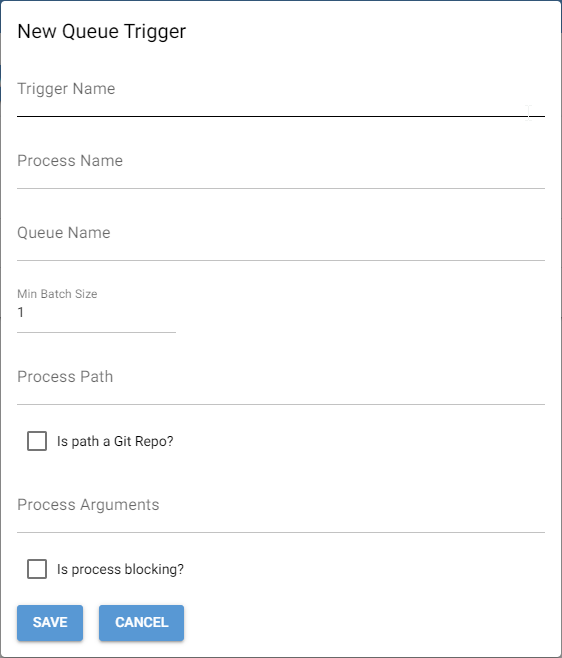 New Queue Trigger
Trigger Name
Process Name
Queue Name
Min Batch Size
1
Process Path
Is path a Git Repo?
Process Arguments
Is process blocking?
SAVE CANCEL